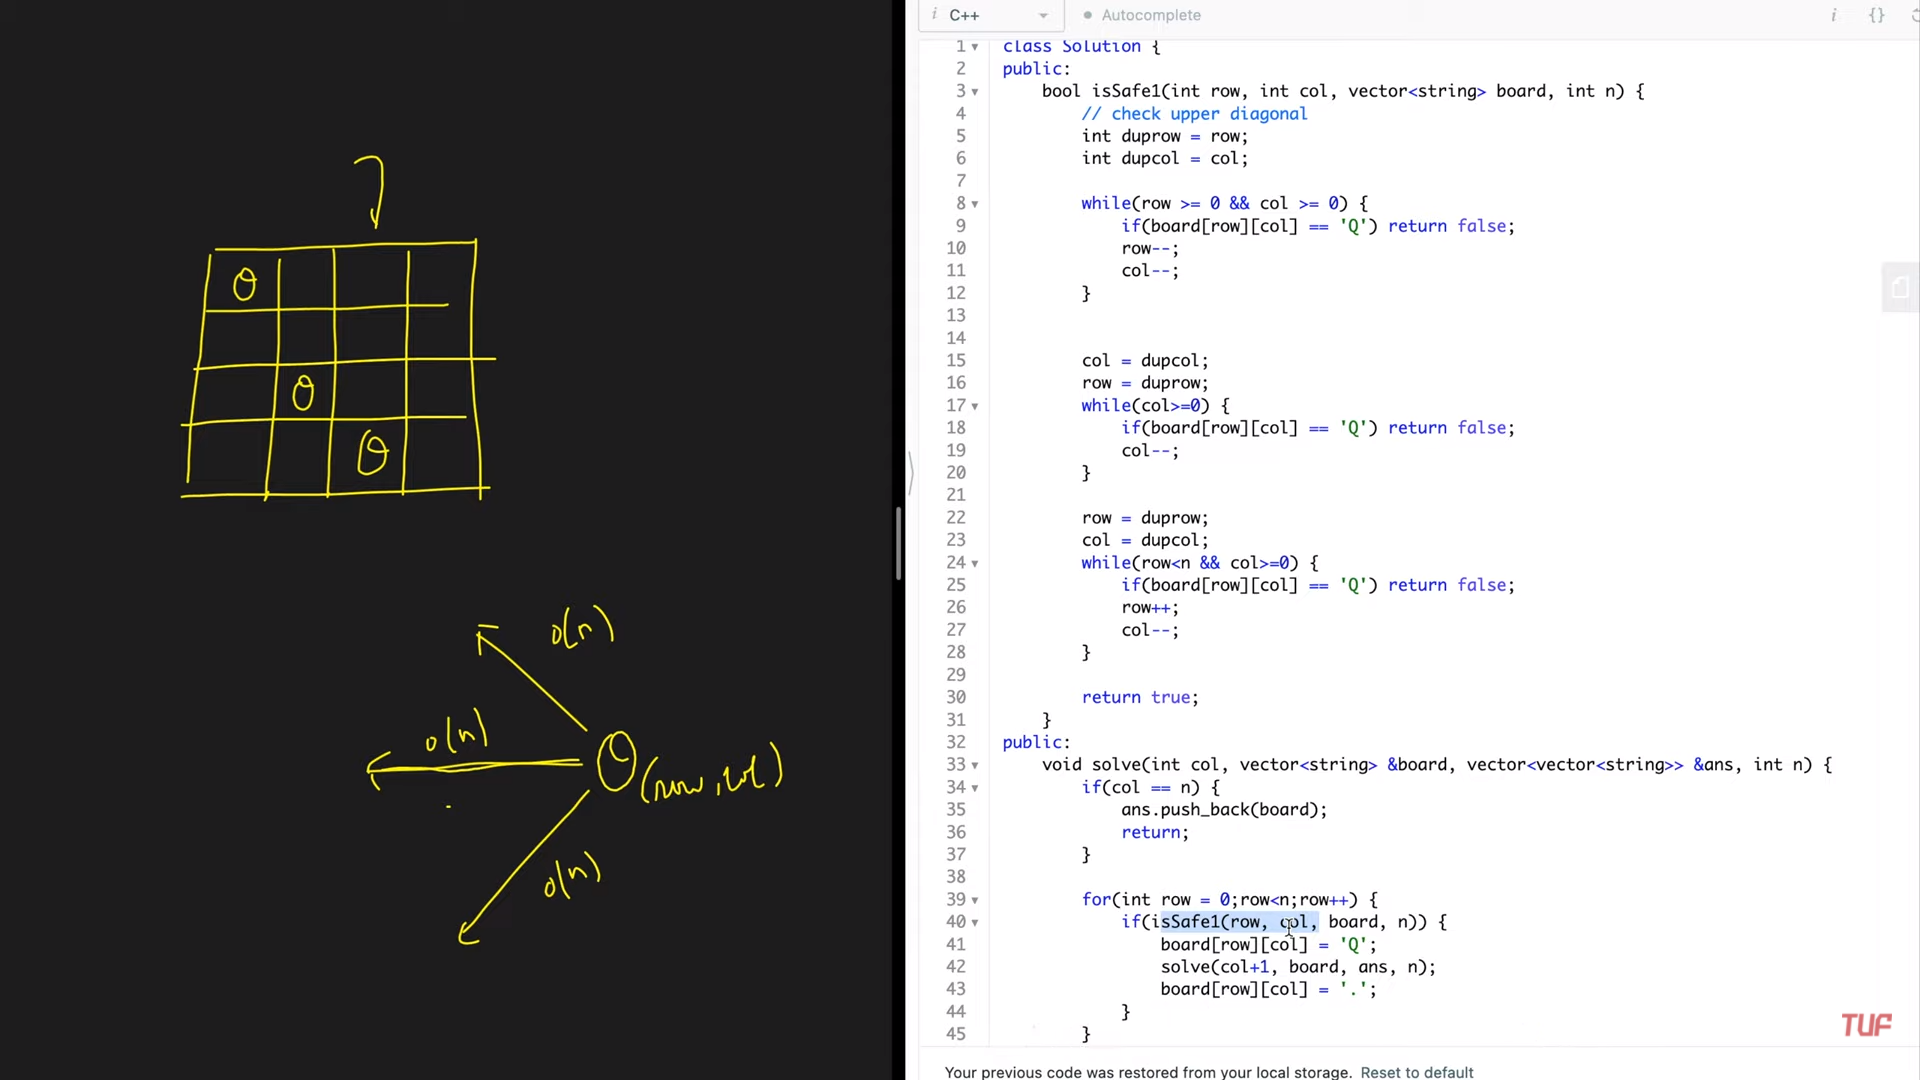 O(n)
O(n)
(row, col)
O(n)
i C++
Autocomplete
i {}
1 class Solution {
2 public:
3 bool isSafe1(int row, int col, vector<string> board, int n) {
4 // check upper diagonal
5 int duprow = row;
6 int dupcol = col;
7
8 while(row >= 0 && col >= 0) {
9 if(board[row][col] == 'Q') return false;
10 row--;
11 col--;
12 }
13
14
15 col = dupcol;
16 row = duprow;
17 while(col>=0) {
18 if(board[row][col] == 'Q') return false;
19 col--;
20 }
21
22 row = duprow;
23 col = dupcol;
24 while(row<n && col>=0) {
25 if(board[row][col] == 'Q') return false;
26 row++;
27 col--;
28 }
29
30 return true;
31 }
32 public:
33 void solve(int col, vector<string> &board, vector<vector<string>> &ans, int n) {
34 if(col == n) {
35 ans.push_back(board);
36 return;
37 }
38
39 for(int row = 0;row<n;row++) {
40 if(isSafe1(row, col, board, n)) {
41 board[row][col] = 'Q';
42 solve(col+1, board, ans, n);
43 board[row][col] = '.';
44 }
45 }
TUF
Your previous code was restored from your local storage. Reset to default